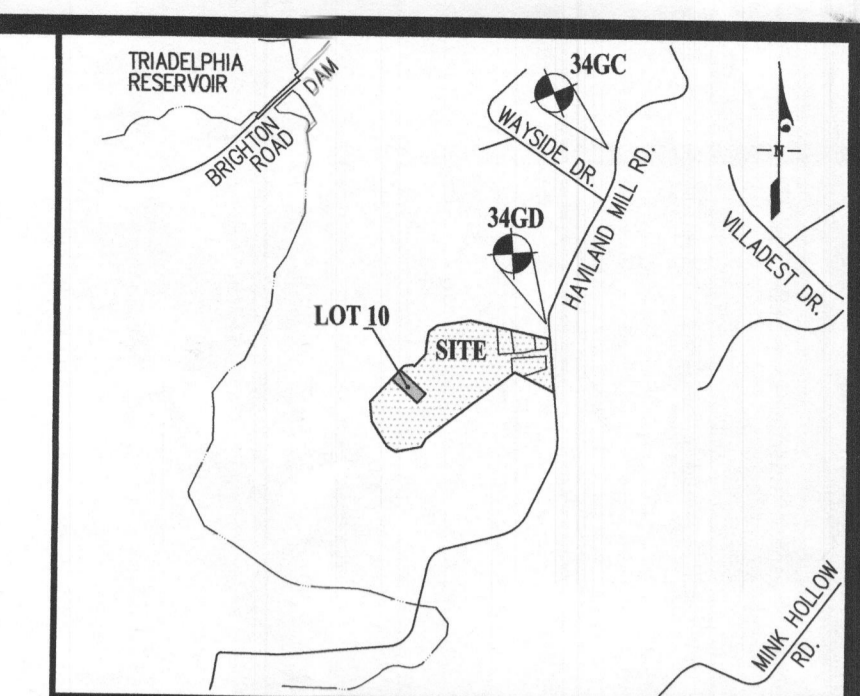 TRIADELPHIA
RESERVOIR
DAM
BRIGHTON
ROAD
34GC
WAYSIDE DR.
HAVILAND MILL RD.
N
VILLADEST DR.
34GD
LOT 10
SITE
MINK HOLLOW
RD.